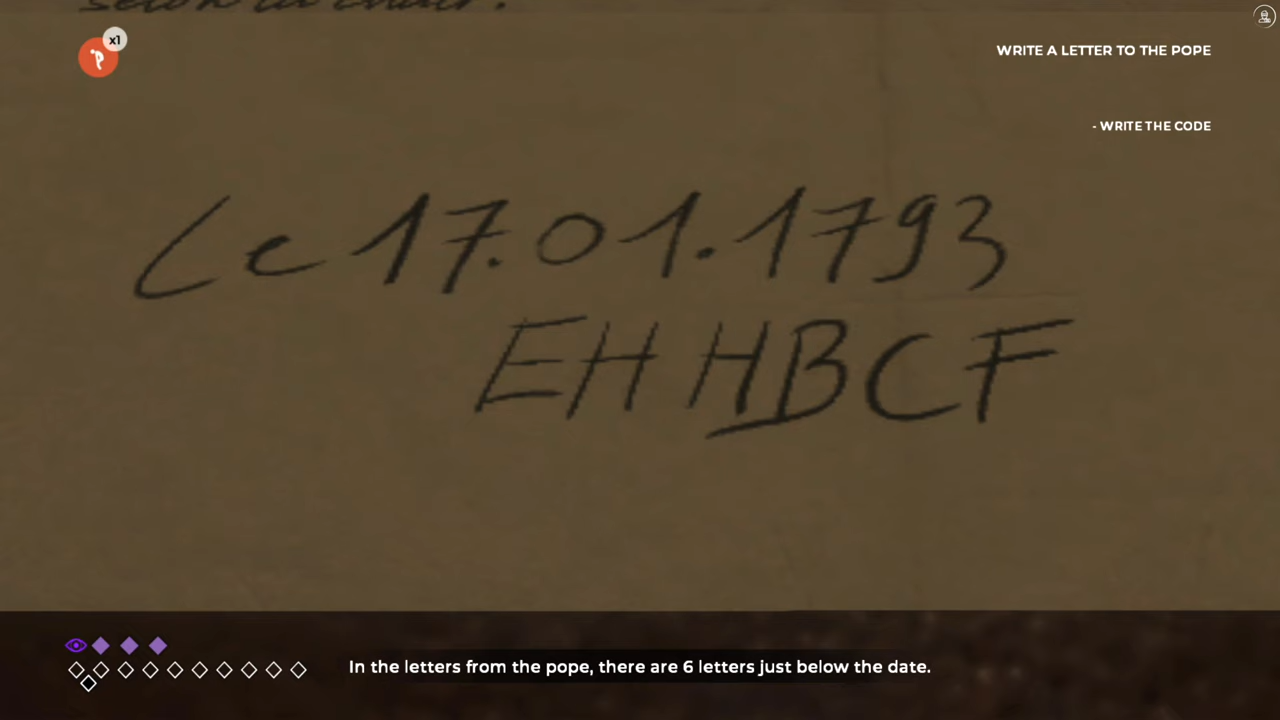 x1
WRITE A LETTER TO THE POPE
- WRITE THE CODE
Le 17.01.1793
EHHBCF
In the letters from the pope, there are 6 letters just below the date.